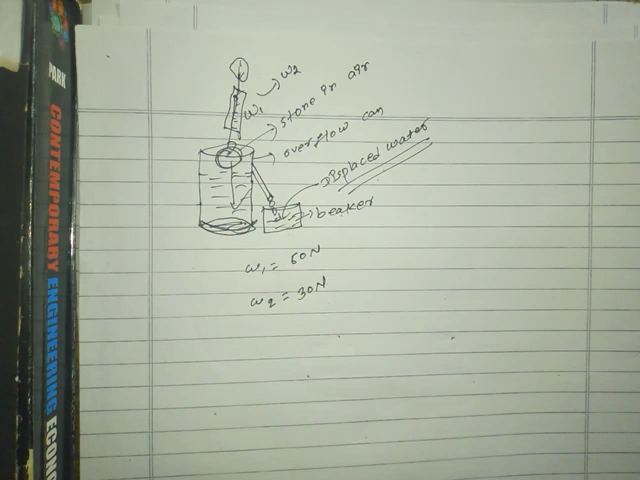 PARK
CONTEMPORARY ENGINEERING ECONO
W2
W1
stone in air
overflow can
Displaced water
beaker
W1 = 60N
W2 = 30N